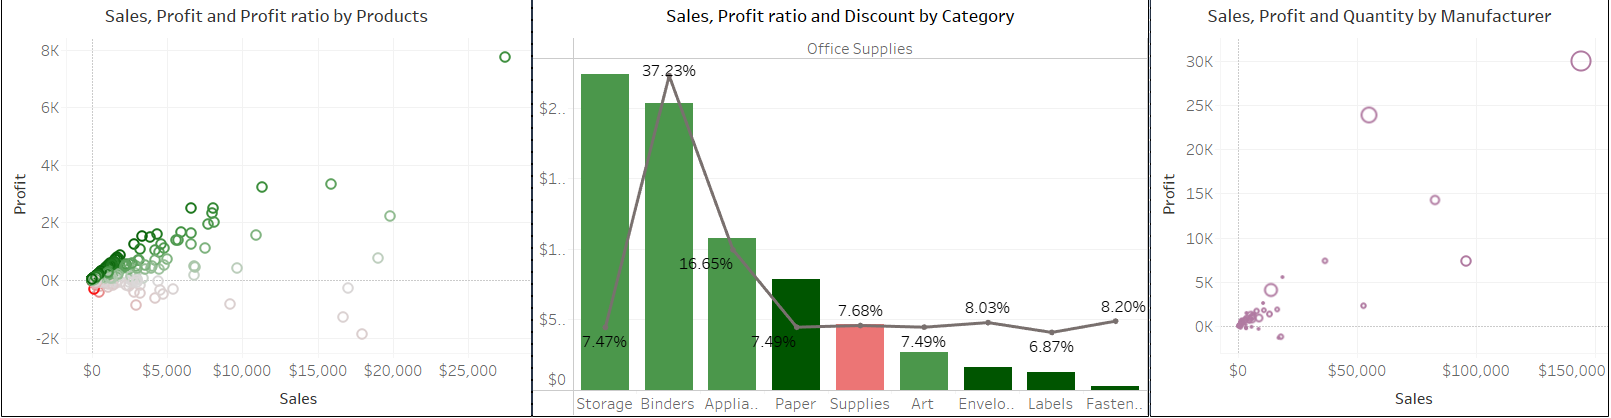 Sales, Profit and Profit ratio by Products
8K
6K
4K
2K
0K
-2K
Profit
$0
$5,000
$10,000
$15,000
$20,000
$25,000
Sales
Sales, Profit ratio and Discount by Category
Office Supplies
$2..
$1..
$1..
$5..
$0
37.23%
16.65%
7.47%
7.49%
7.68%
7.49%
8.03%
6.87%
8.20%
Storage
Binders
Applia..
Paper
Supplies
Art
Envelo..
Labels
Fasten..
Sales, Profit and Quantity by Manufacturer
30K
25K
20K
15K
10K
5K
0K
Profit
$0
$50,000
$100,000
$150,000
Sales